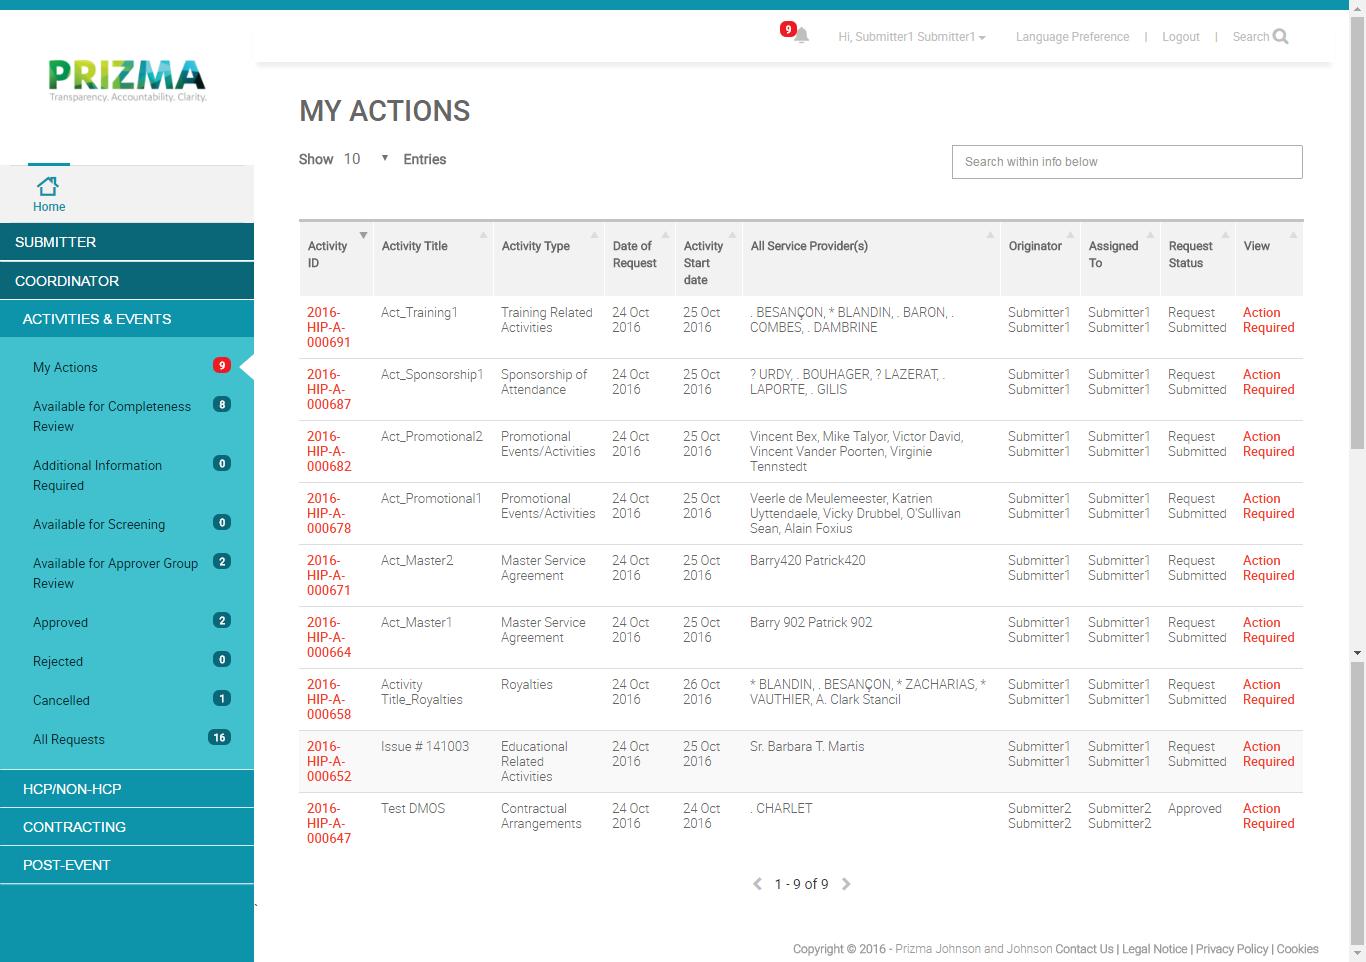 9
Hi, Submitter1 Submitter1
Language Preference | Logout | Search
PRIZMA
Transparency. Accountability. Clarity.
Home
SUBMITTER
COORDINATOR
ACTIVITIES & EVENTS
My Actions 9
Available for Completeness Review 8
Additional Information Required 0
Available for Screening 0
Available for Approver Group Review 2
Approved 2
Rejected 0
Cancelled 1
All Requests 16
HCP/NON-HCP
CONTRACTING
POST-EVENT
MY ACTIONS
Show 10 Entries
Search within info below
Activity ID Activity Title Activity Type Date of Request Activity Start date All Service Provider(s) Originator Assigned To Request Status View
2016-HIP-A-000691 Act_Training1 Training Related Activities 24 Oct 2016 25 Oct 2016 . BESANÇON, * BLANDIN, . BARON, . COMBES, . DAMBRINE Submitter1 Submitter1 Submitter1 Submitter1 Request Submitted Action Required
2016-HIP-A-000687 Act_Sponsorship1 Sponsorship of Attendance 24 Oct 2016 25 Oct 2016 ? URDY, . BOUHAGER, ? LAZERAT, . LAPORTE, . GILIS Submitter1 Submitter1 Submitter1 Submitter1 Request Submitted Action Required
2016-HIP-A-000682 Act_Promotional2 Promotional Events/Activities 24 Oct 2016 25 Oct 2016 Vincent Bex, Mike Talyor, Victor David, Vincent Vander Poorten, Virginie Tennstedt Submitter1 Submitter1 Submitter1 Submitter1 Request Submitted Action Required
2016-HIP-A-000678 Act_Promotional1 Promotional Events/Activities 24 Oct 2016 25 Oct 2016 Veerle de Meulemeester, Katrien Uyttendaele, Vicky Drubbel, O'Sullivan Sean, Alain Foxius Submitter1 Submitter1 Submitter1 Submitter1 Request Submitted Action Required
2016-HIP-A-000671 Act_Master2 Master Service Agreement 24 Oct 2016 25 Oct 2016 Barry420 Patrick420 Submitter1 Submitter1 Submitter1 Submitter1 Request Submitted Action Required
2016-HIP-A-000664 Act_Master1 Master Service Agreement 24 Oct 2016 25 Oct 2016 Barry 902 Patrick 902 Submitter1 Submitter1 Submitter1 Submitter1 Request Submitted Action Required
2016-HIP-A-000658 Activity Title_Royalties Royalties 24 Oct 2016 26 Oct 2016 * BLANDIN, . BESANÇON, * ZACHARIAS, * VAUTHIER, A. Clark Stancil Submitter1 Submitter1 Submitter1 Submitter1 Request Submitted Action Required
2016-HIP-A-000652 Issue # 141003 Educational Related Activities 24 Oct 2016 25 Oct 2016 Sr. Barbara T. Martis Submitter1 Submitter1 Submitter1 Submitter1 Request Submitted Action Required
2016-HIP-A-000647 Test DMOS Contractual Arrangements 24 Oct 2016 24 Oct 2016 . CHARLET Submitter2 Submitter2 Submitter2 Submitter2 Approved Action Required
1 - 9 of 9
`
Copyright © 2016 - Prizma Johnson and Johnson Contact Us | Legal Notice | Privacy Policy | Cookies